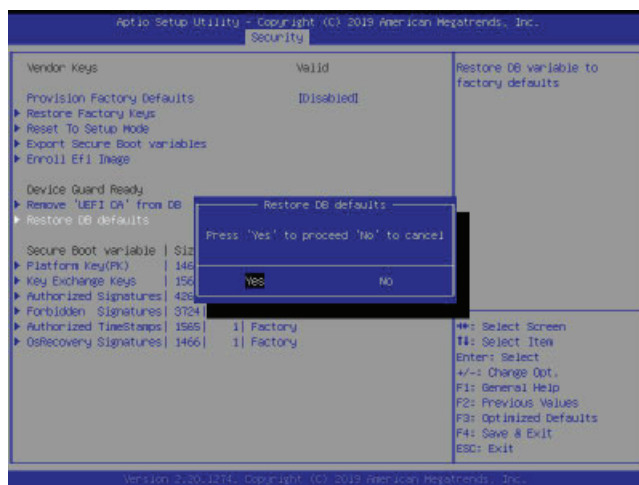 Aptio Setup Utility - Copyright (C) 2019 American Megatrends, Inc.
Security
Vendor Keys Valid
Provision Factory Defaults [Disabled]
Restore Factory Keys
Reset To Setup Mode
Export Secure Boot variables
Enroll Efi Image
Device Guard Ready
Remove 'UEFI CA' from DB
Restore DB defaults
Secure Boot variable | Siz
Platform Key(PK) | 146
Key Exchange Keys | 156
Authorized Signatures| 426
Forbidden Signatures| 3724|
Authorized TimeStamps| 1565| 1| Factory
OsRecovery Signatures| 1466| 1| Factory
Restore DB defaults
Press 'Yes' to proceed 'No' to cancel
Yes No
Restore DB variable to
factory defaults
: Select Screen
: Select Item
Enter: Select
+/-: Change Opt.
F1: General Help
F2: Previous Values
F3: Optimized Defaults
F4: Save & Exit
ESC: Exit
Version 2.20.1274. Copyright (C) 2019 American Megatrends, Inc.